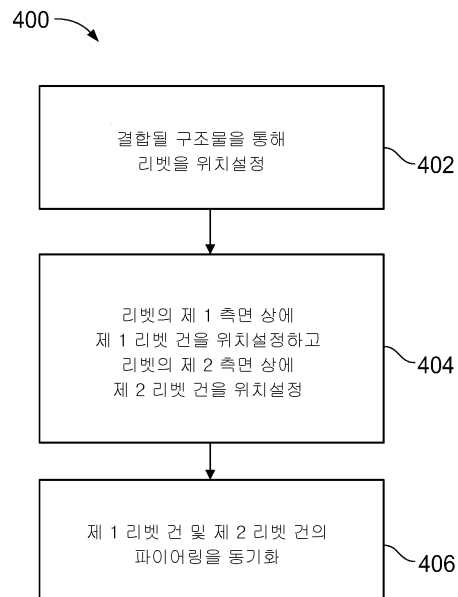 400
결합될 구조물을 통해
리벳을 위치설정
402
리벳의 제 1 측면 상에
제 1 리벳 건을 위치설정하고
리벳의 제 2 측면 상에
제 2 리벳 건을 위치설정
404
제 1 리벳 건 및 제 2 리벳 건의
파이어링을 동기화
406